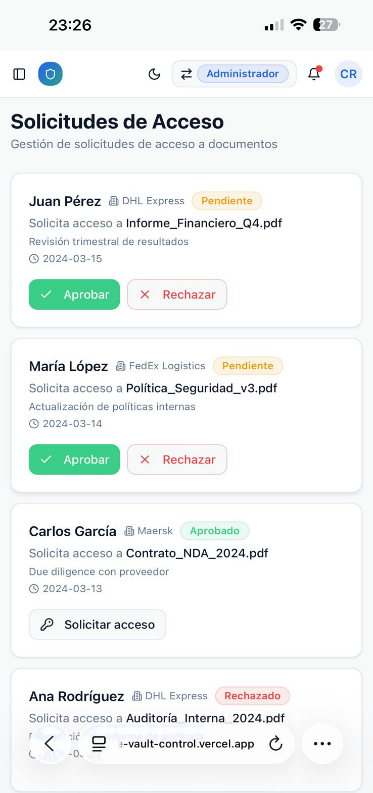 23:26
27
Administrador
CR
Solicitudes de Acceso
Gestión de solicitudes de acceso a documentos
Juan Pérez DHL Express Pendiente
Solicita acceso a Informe_Financiero_Q4.pdf
Revisión trimestral de resultados
2024-03-15
Aprobar Rechazar
María López FedEx Logistics Pendiente
Solicita acceso a Política_Seguridad_v3.pdf
Actualización de políticas internas
2024-03-14
Aprobar Rechazar
Carlos García Maersk Aprobado
Solicita acceso a Contrato_NDA_2024.pdf
Due diligence con proveedor
2024-03-13
Solicitar acceso
Ana Rodríguez DHL Express Rechazado
Solicita acceso a Auditoría_Interna_2024.pdf
e-vault-control.vercel.app